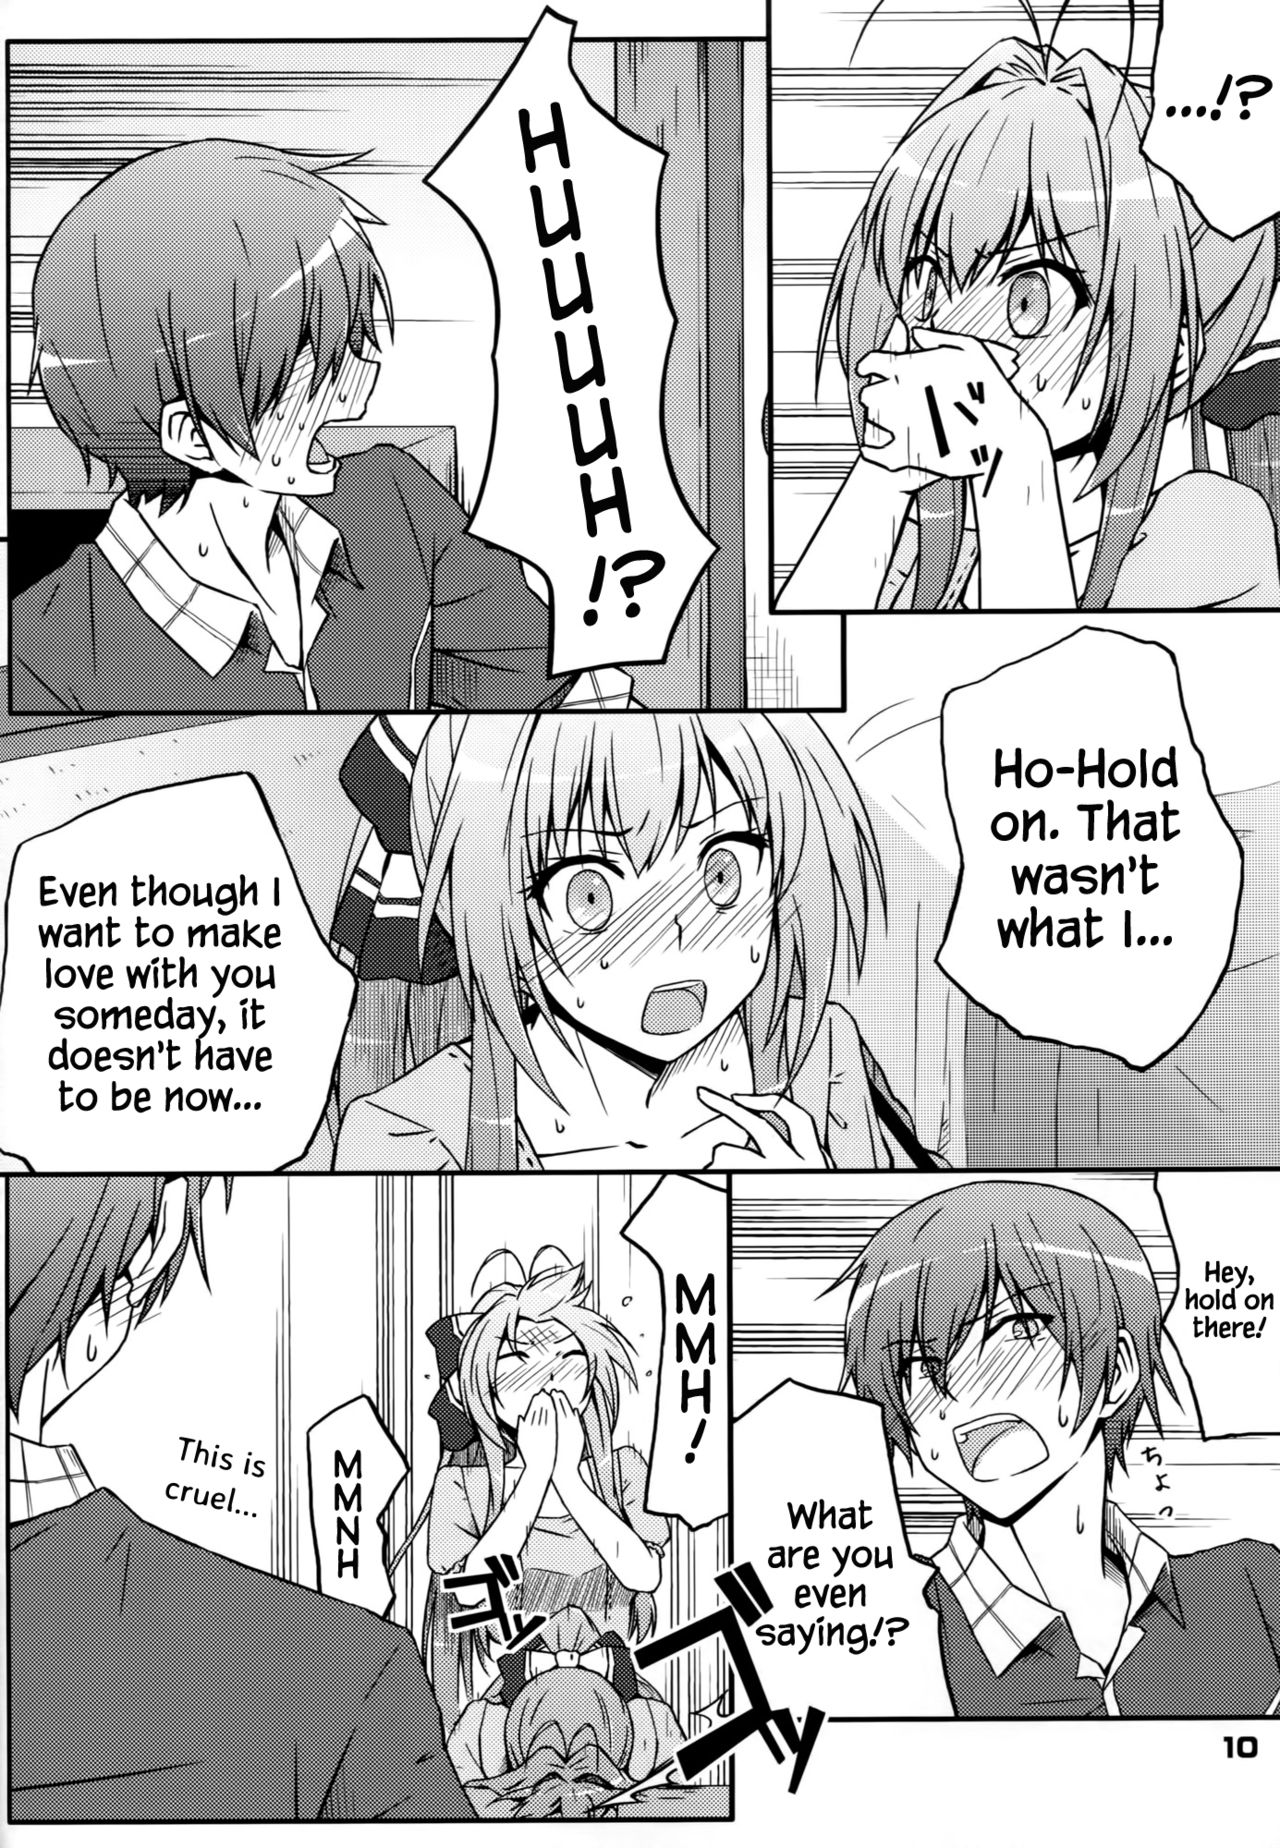 ...!?
バッ
HUUUUH!?
Ho-Hold
on. That
wasn't
what I...
Even though I
want to make
love with you
someday, it
doesn't have
to be now...
Hey,
hold on
there!
ちょっ
What
are you
even
saying!?
MMH!
MMNH
This is
cruel...
ゴッ
ゴッ
10